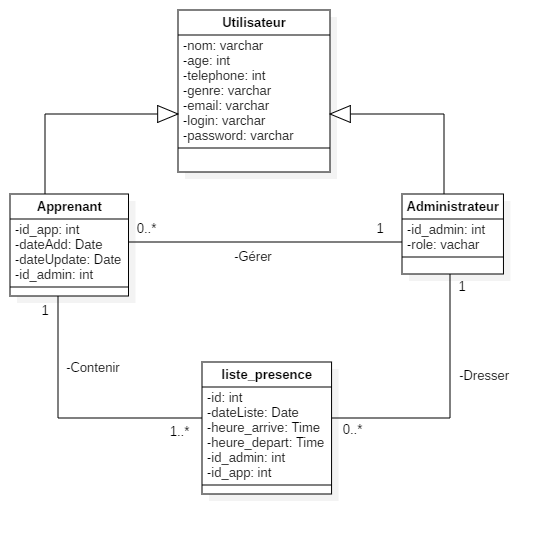 Utilisateur
-nom: varchar
-age: int
-telephone: int
-genre: varchar
-email: varchar
-login: varchar
-password: varchar
Apprenant
-id_app: int
-dateAdd: Date
-dateUpdate: Date
-id_admin: int
0..*
1
-Gérer
Administrateur
-id_admin: int
-role: vachar
1
1
-Contenir
-Dresser
liste_presence
-id: int
-dateListe: Date
-heure_arrive: Time
-heure_depart: Time
-id_admin: int
-id_app: int
1..*
0..*